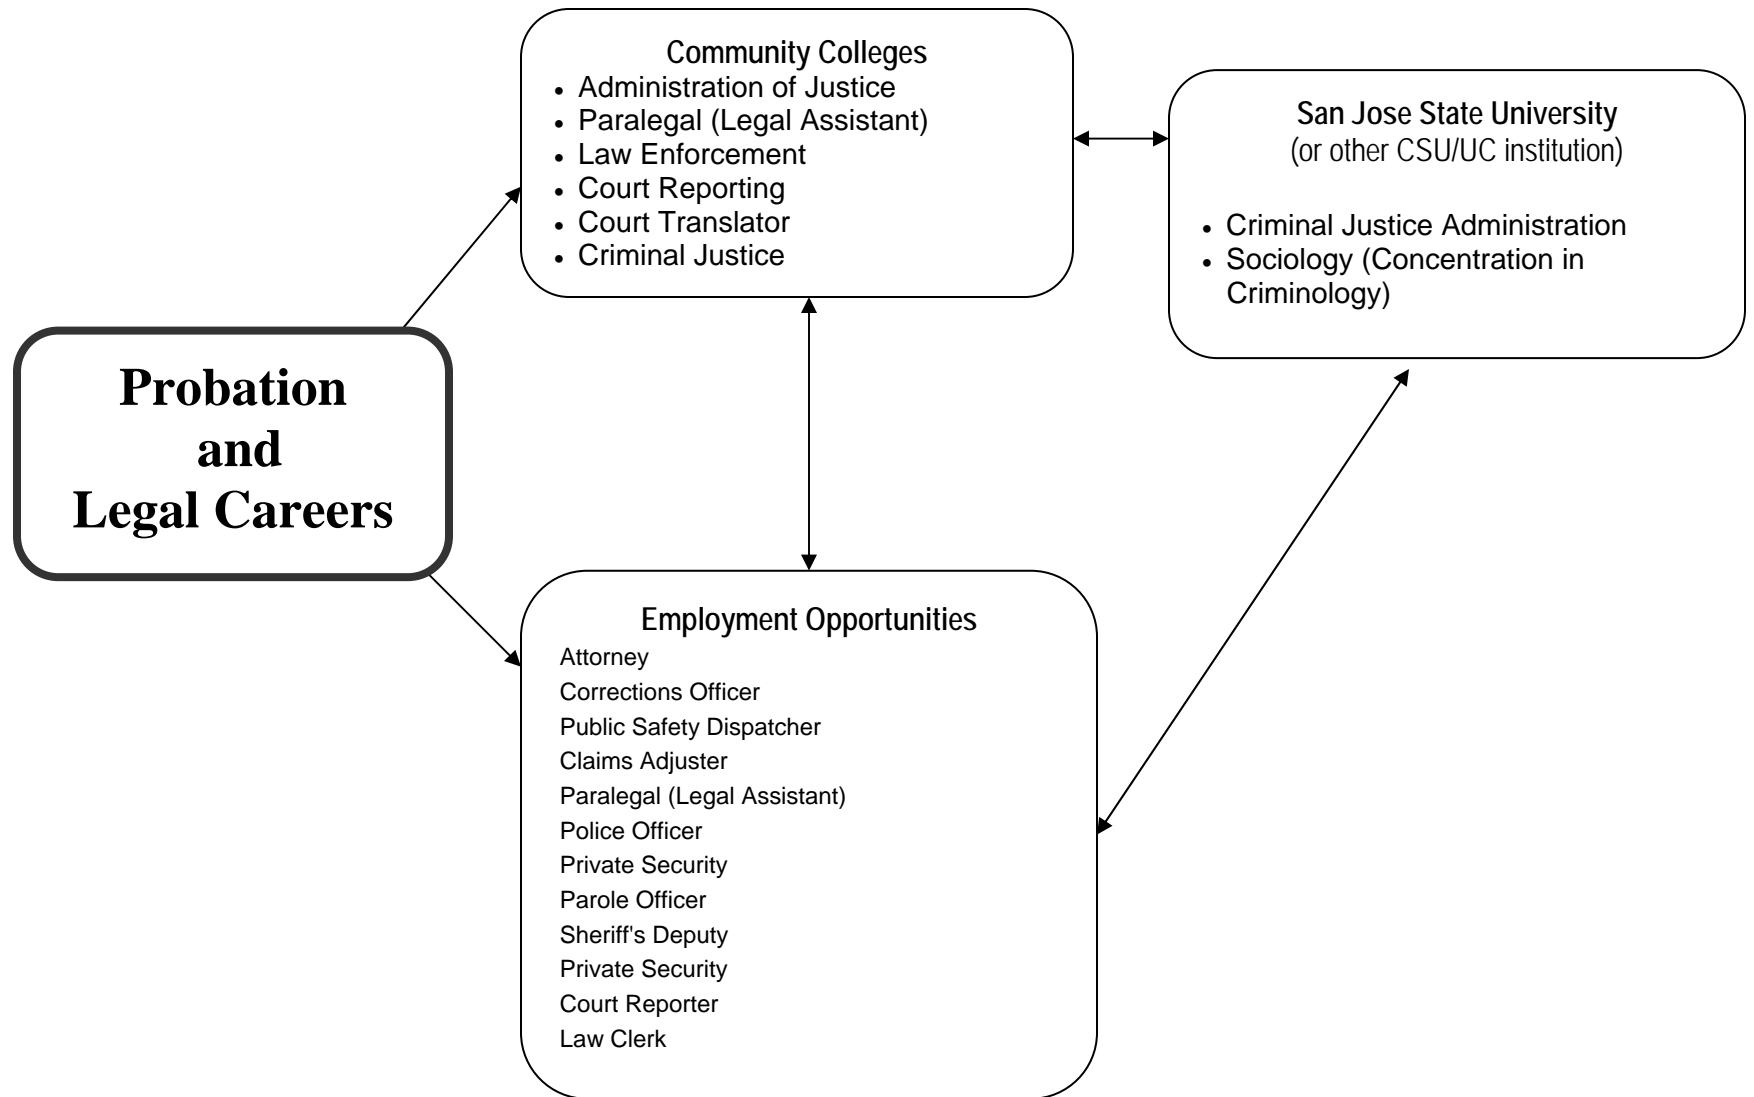 Community Colleges
• Administration of Justice
• Paralegal (Legal Assistant)
• Law Enforcement
• Court Reporting
• Court Translator
• Criminal Justice
San Jose State University
(or other CSU/UC institution)
• Criminal Justice Administration
• Sociology (Concentration in
Criminology)
Probation
and
Legal Careers
Employment Opportunities
Attorney
Corrections Officer
Public Safety Dispatcher
Claims Adjuster
Paralegal (Legal Assistant)
Police Officer
Private Security
Parole Officer
Sheriff's Deputy
Private Security
Court Reporter
Law Clerk